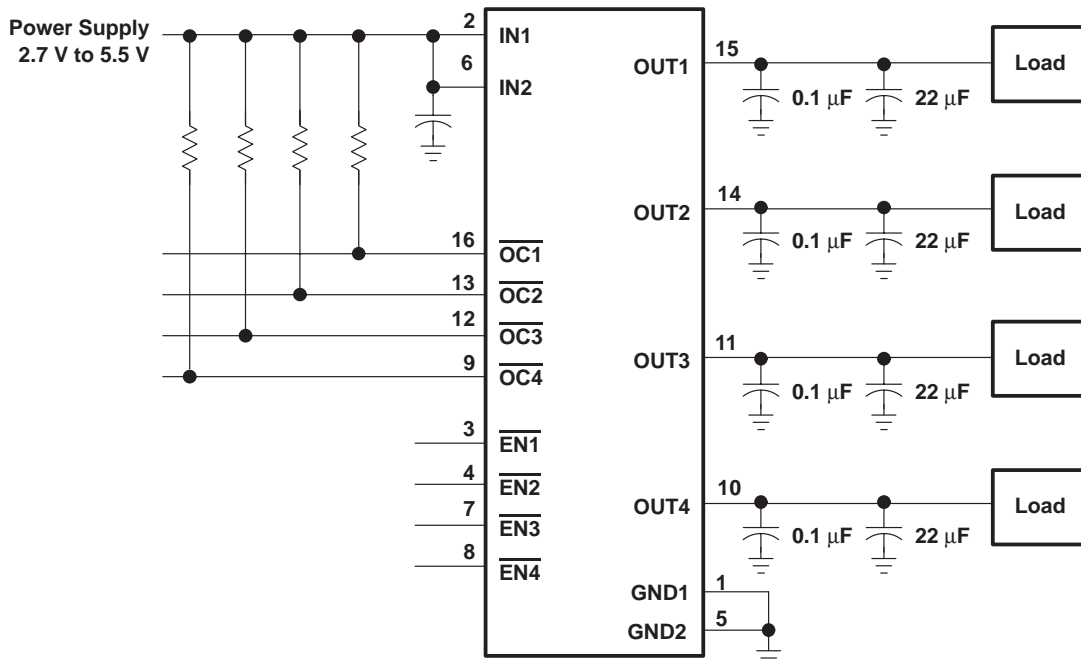 Power Supply
2.7 V to 5.5 V
2
IN1
6
IN2
16
OC1
13
OC2
12
OC3
9
OC4
3
EN1
4
EN2
7
EN3
8
EN4
OUT1
15
0.1 μF
22 μF
Load
OUT2
14
0.1 μF
22 μF
Load
OUT3
11
0.1 μF
22 μF
Load
OUT4
10
0.1 μF
22 μF
Load
GND1
1
GND2
5